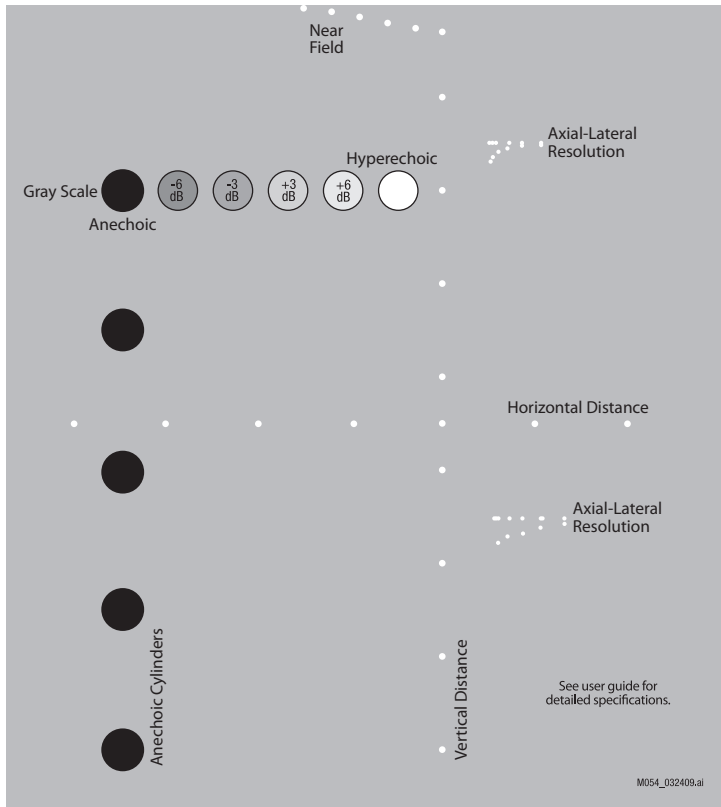 Near
Field
Axial-Lateral
Resolution
Hyperechoic
Gray Scale
-6
dB
-3
dB
+3
dB
+6
dB
Anechoic
Horizontal Distance
Axial-Lateral
Resolution
Anechoic Cylinders
Vertical Distance
See user guide for
detailed specifications.
M054_032409.ai